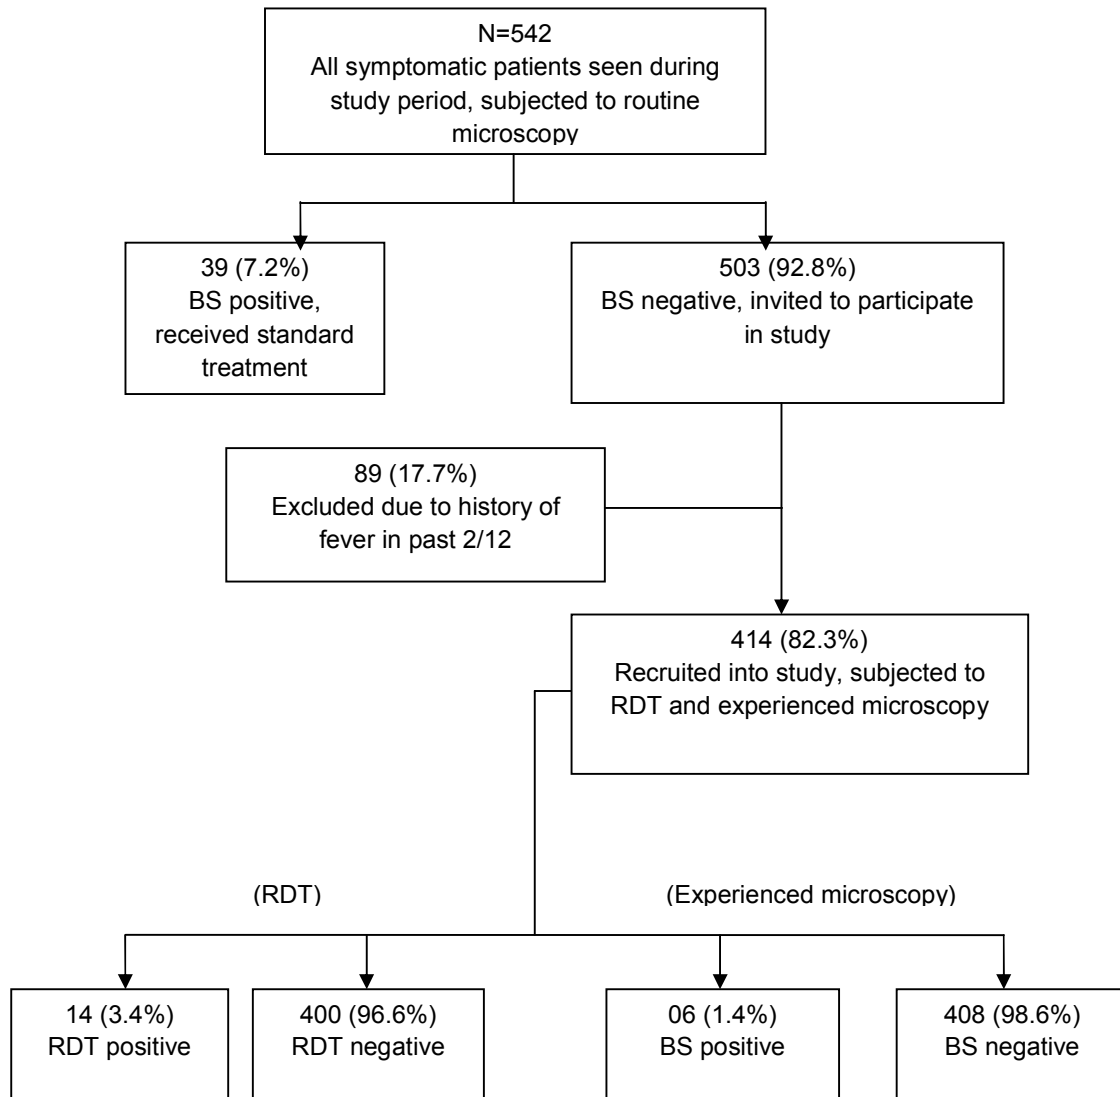 N=542
All symptomatic patients seen during
study period, subjected to routine
microscopy
39 (7.2%)
BS positive,
received standard
treatment
503 (92.8%)
BS negative, invited to participate
in study
89 (17.7%)
Excluded due to history of
fever in past 2/12
414 (82.3%)
Recruited into study, subjected to
RDT and experienced microscopy
(RDT)
(Experienced microscopy)
14 (3.4%)
RDT positive
400 (96.6%)
RDT negative
06 (1.4%)
BS positive
408 (98.6%)
BS negative